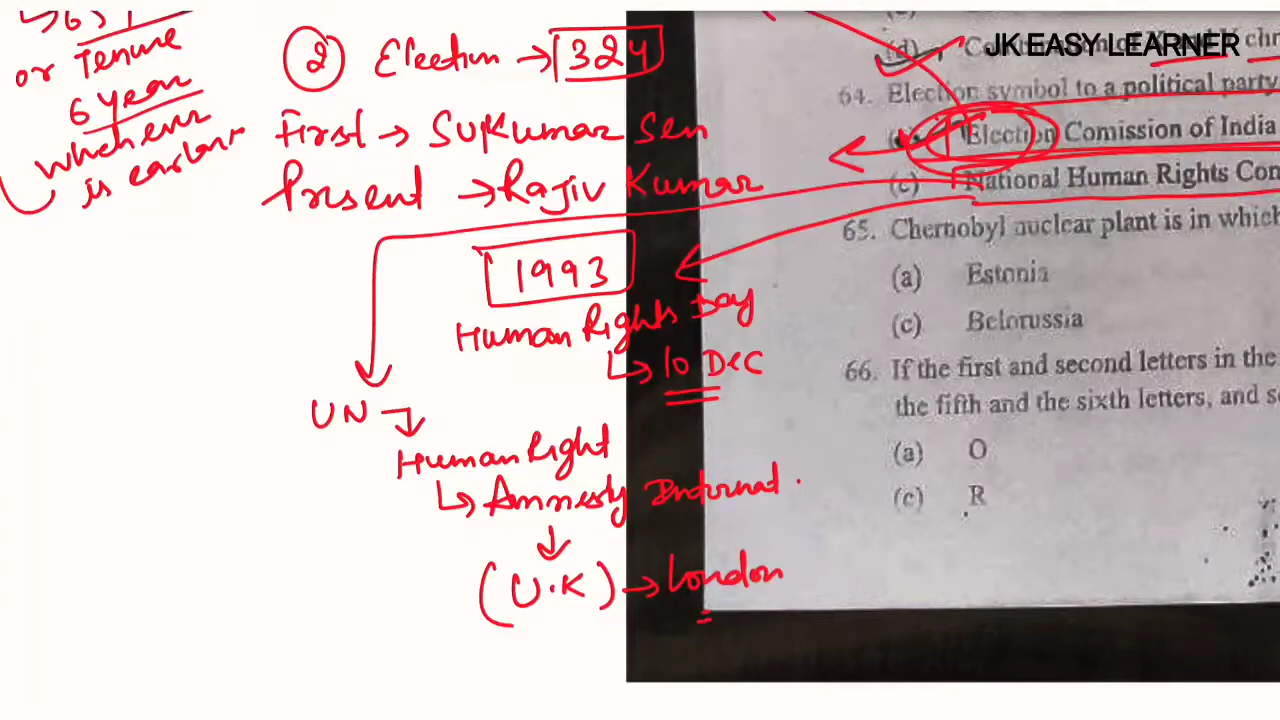 or Tenure
6 year
whichever
is earlier
② Election → 324
First → Sujkumar Sen
Present → Rajiv Kumar
1993
Human Rights Day
↳ 10 DEC
UN
Human Right
↳ Amnesty Internat.
(U.K) → London
JK EASY LEARNER
64. Election symbol to a political party
Election Comission of India
(c) National Human Rights Con
65. Chernobyl nuclear plant is in which
(a) Estonia
(c) Belorussia
66. If the first and second letters in the
the fifth and the sixth letters, and s
(a) O
(c) R